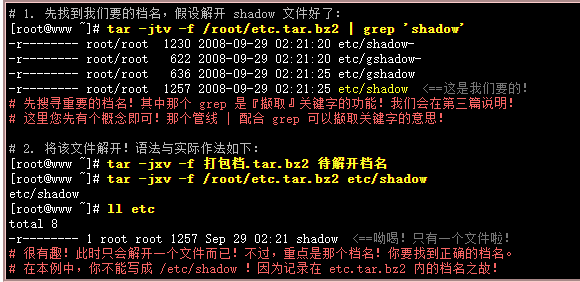 # 1. 先找到我们要的档名，假设解开 shadow 文件好了：
[root@www ~]# tar -jtv -f /root/etc.tar.bz2 | grep 'shadow'
-r-------- root/root  1230 2008-09-29 02:21:20 etc/shadow-
-r-------- root/root   622 2008-09-29 02:21:20 etc/gshadow-
-r-------- root/root   636 2008-09-29 02:21:25 etc/gshadow
-r-------- root/root  1257 2008-09-29 02:21:25 etc/shadow  <==这是我们要的！
# 先搜寻重要的档名！其中那个 grep 是『撷取』关键字的功能！我们会在第三篇说明！
# 这里您先有个概念即可！那个管线 | 配合 grep 可以撷取关键字的意思！
# 2. 将该文件解开！语法与实际作法如下：
[root@www ~]# tar -jxv -f 打包档.tar.bz2 待解开档名
[root@www ~]# tar -jxv -f /root/etc.tar.bz2 etc/shadow
etc/shadow
[root@www ~]# ll etc
total 8
-r-------- 1 root root 1257 Sep 29 02:21 shadow  <==呦喝！只有一个文件啦！
# 很有趣！此时只会解开一个文件而已！不过，重点是那个档名！你要找到正确的档名。
# 在本例中，你不能写成 /etc/shadow ！因为记录在 etc.tar.bz2 内的档名之故！